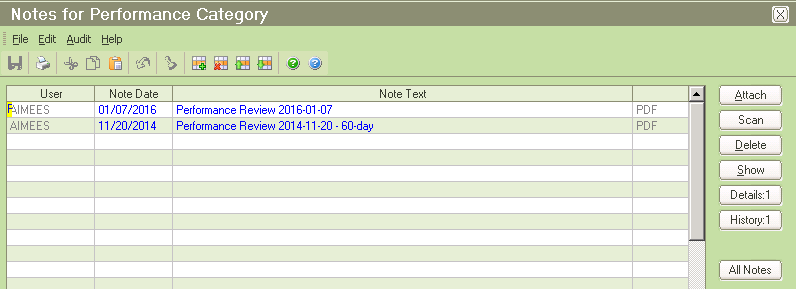 Notes for Performance Category
File Edit Audit Help
User Note Date Note Text
AIMEES 01/07/2016 Performance Review 2016-01-07 PDF
AIMEES 11/20/2014 Performance Review 2014-11-20 - 60-day PDF
Attach
Scan
Delete
Show
Details:1
History:1
All Notes